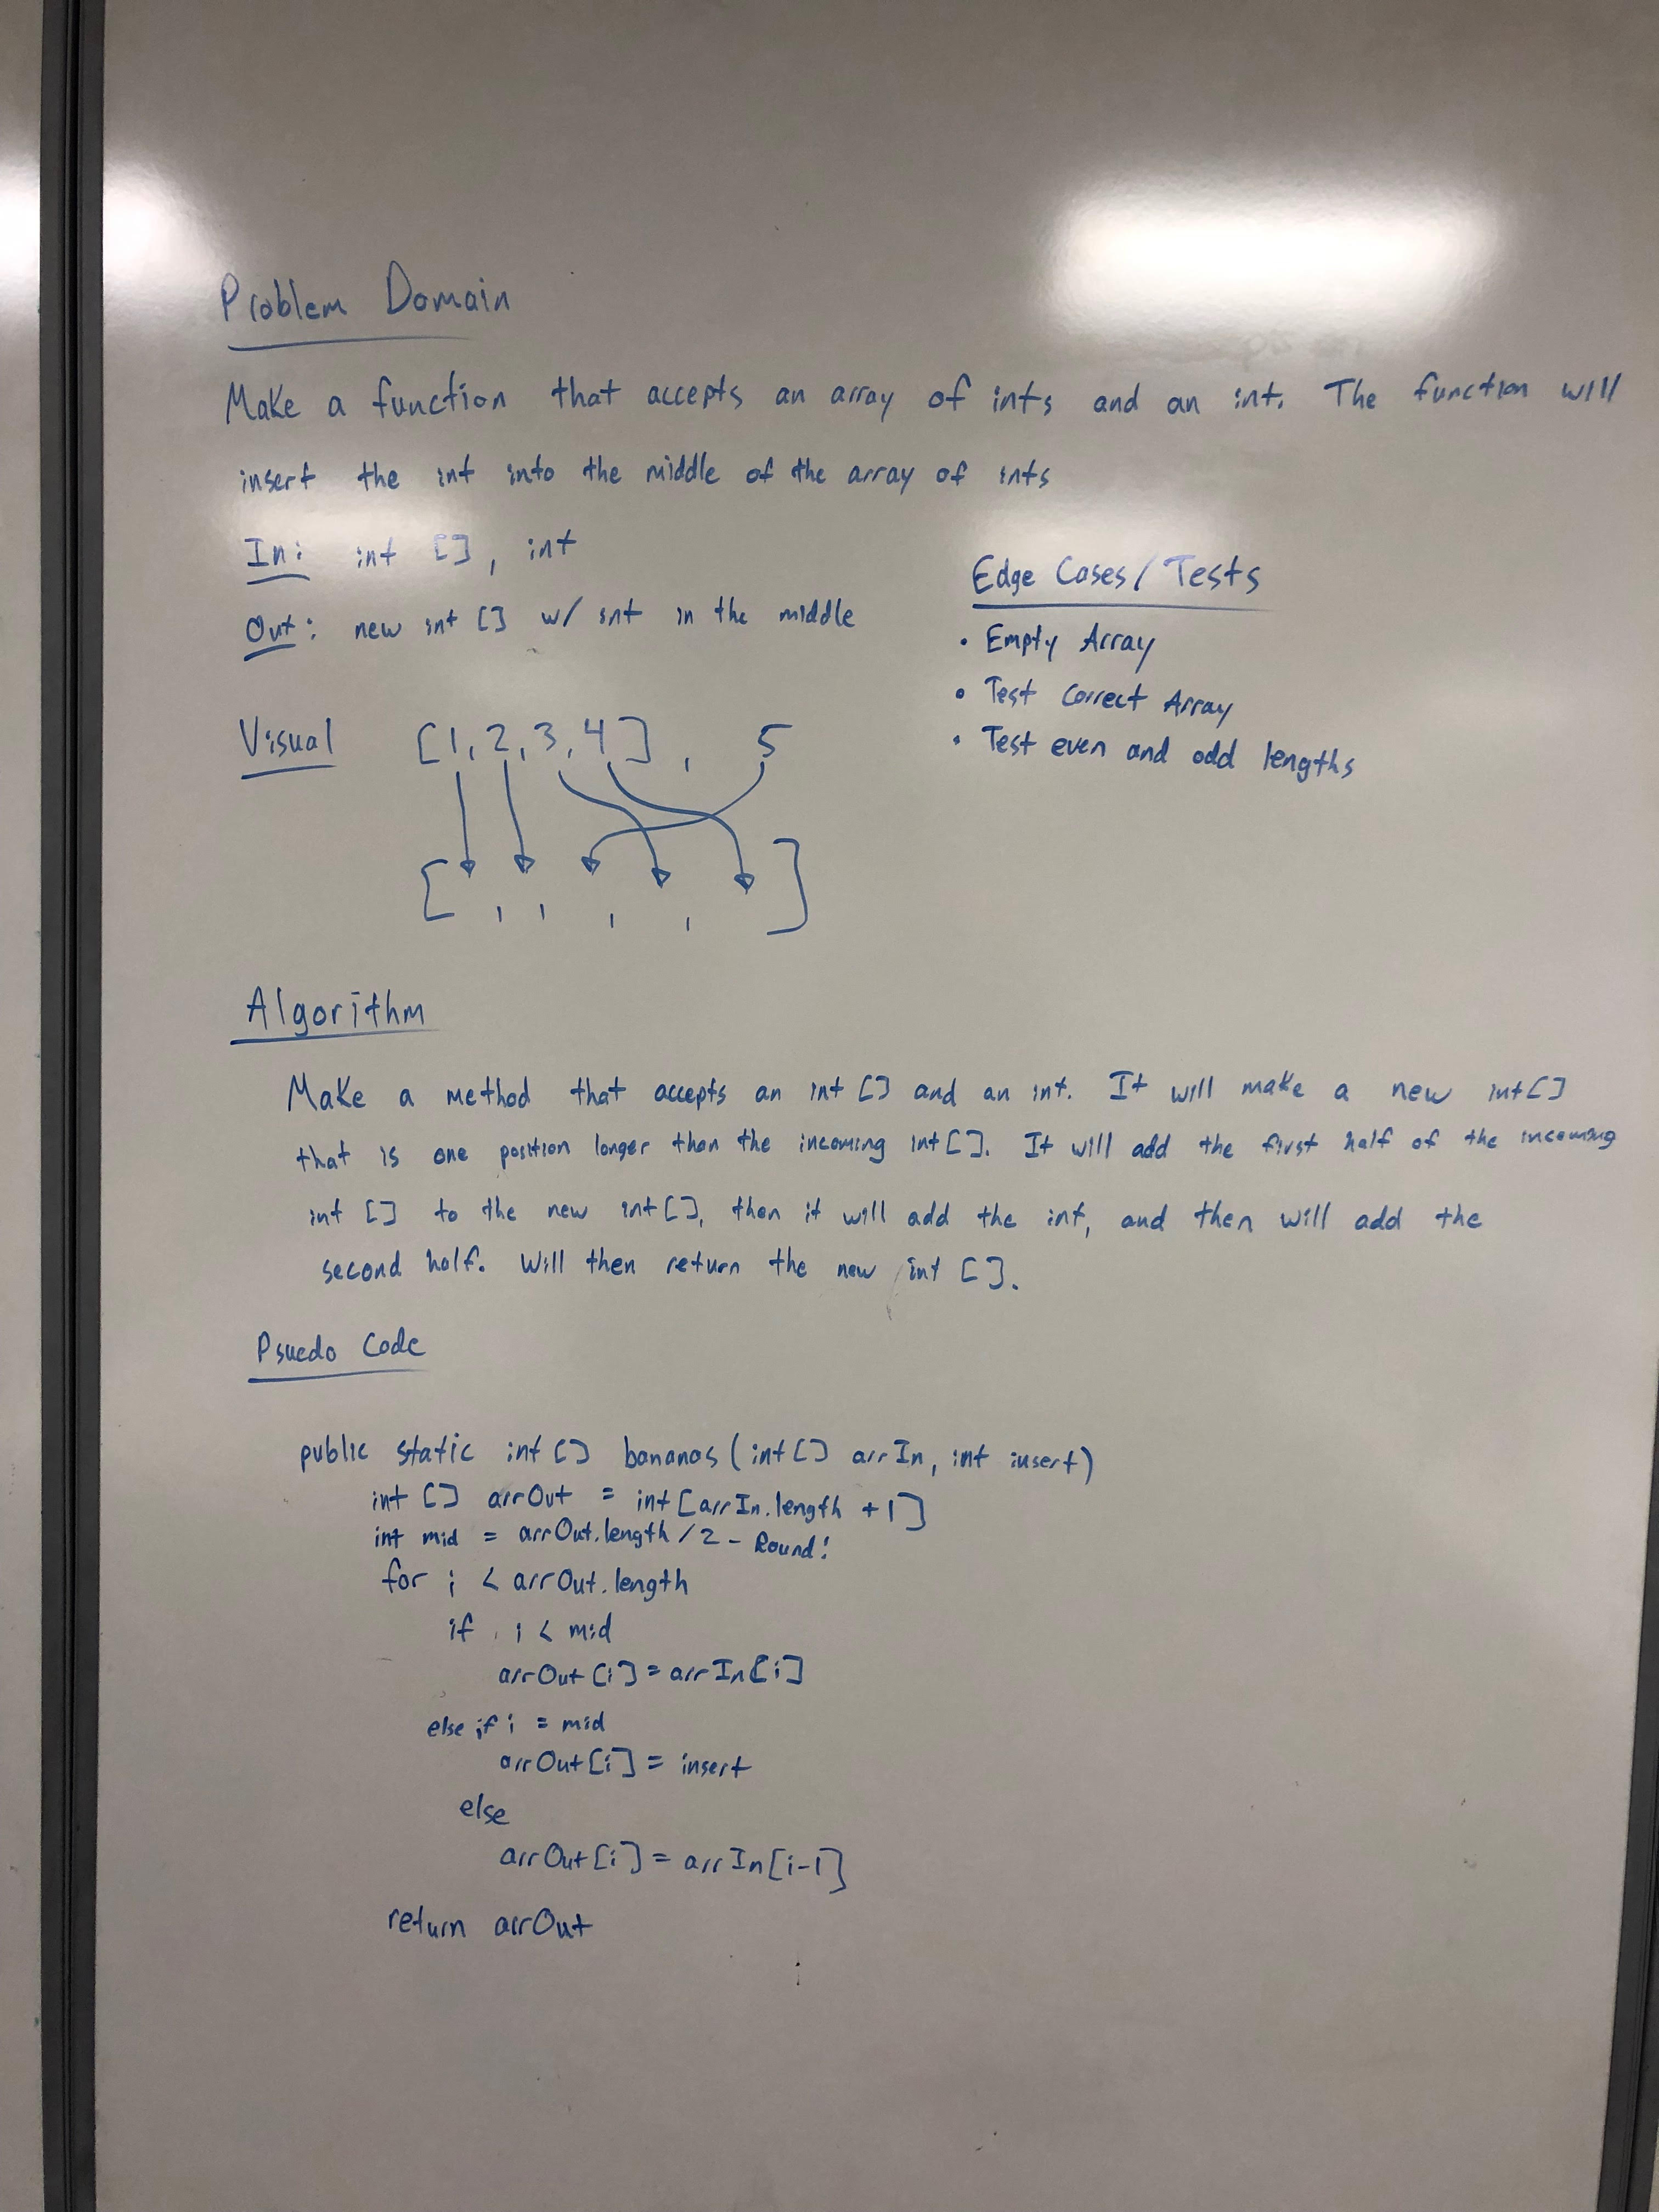 Problem Domain
Make a function that accepts an array of ints and an int. The function will
insert the int into the middle of the array of ints
In: int [], int
Out: new int [] w/ int in the middle
Edge Cases/Tests
• Empty Array
• Test Correct Array
• Test even and odd lengths
Visual [1,2,3,4], 5
[ , , , , ]
Algorithm
Make a method that accepts an int [] and an int. It will make a new int[]
that is one position longer than the incoming int[]. It will add the first half of the incoming
int [] to the new int[], then it will add the int, and then will add the
second half. Will then return the new int [].
Psuedo Code
public static int [] bananas (int[] arrIn, int insert)
int [] arrOut = int [arrIn.length +1]
int mid = arrOut.length/2 - Round!
for i < arrOut.length
if i < mid
arrOut[i] = arrIn[i]
else if i = mid
arrOut[i] = insert
else
arrOut[i] = arrIn[i-1]
return arrOut